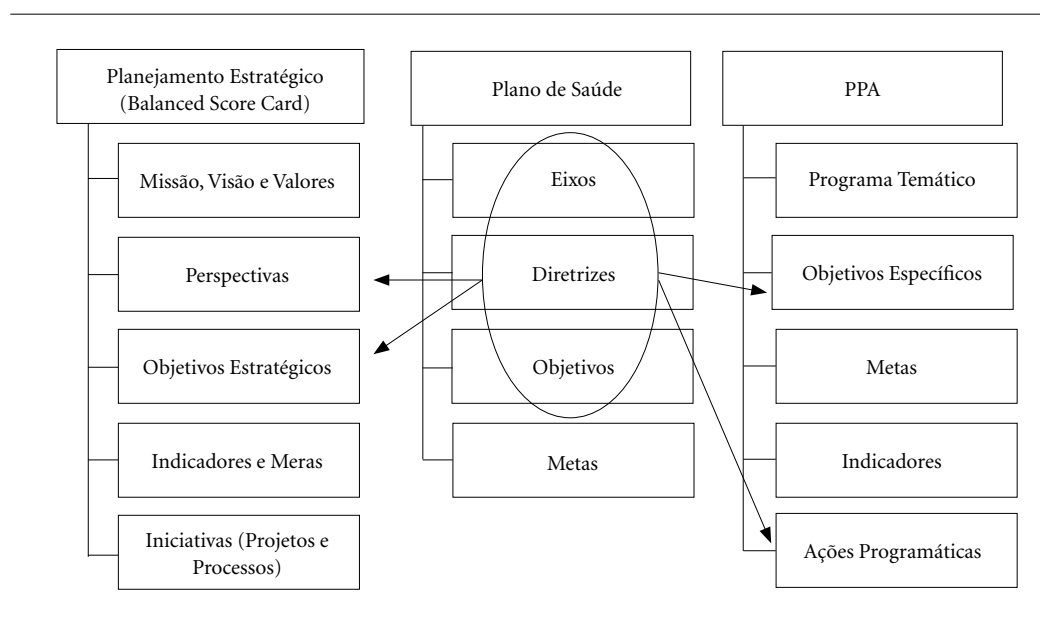 Planejamento Estratégico
(Balanced Score Card)
Missão, Visão e Valores
Perspectivas
Objetivos Estratégicos
Indicadores e Meras
Iniciativas (Projetos e
Processos)
Plano de Saúde
Eixos
Diretrizes
Objetivos
Metas
PPA
Programa Temático
Objetivos Específicos
Metas
Indicadores
Ações Programáticas